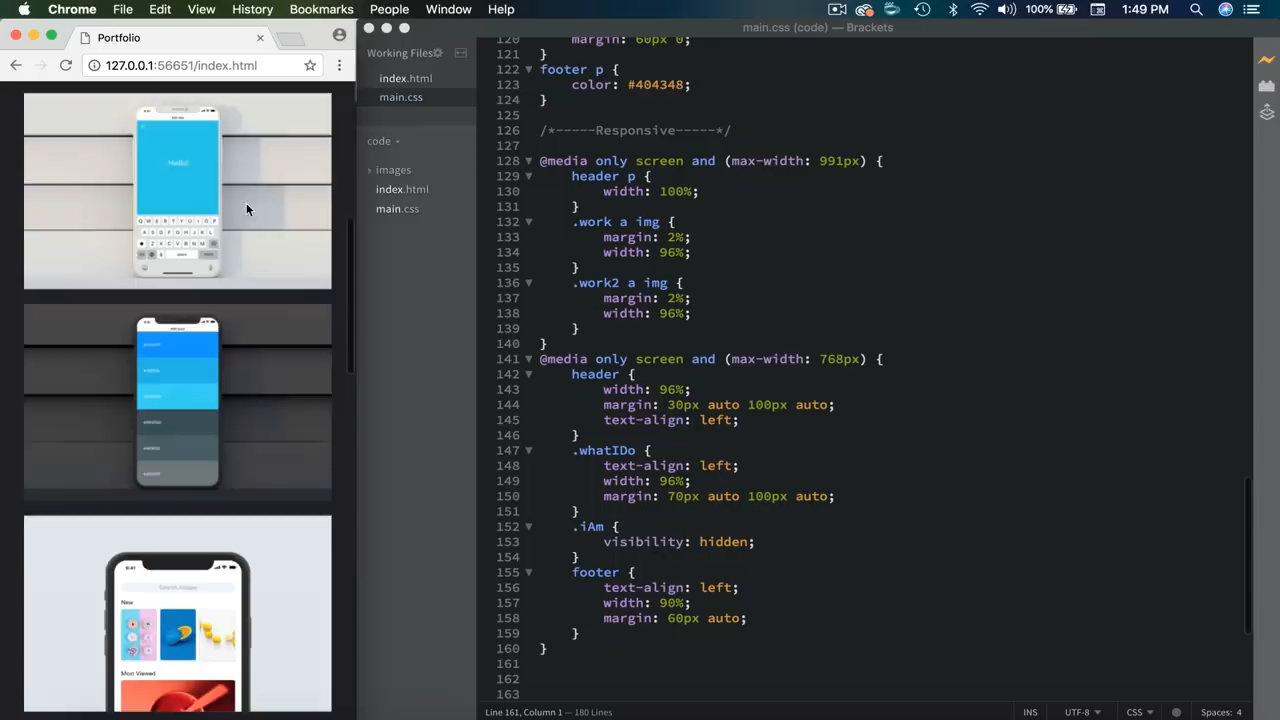 Chrome File Edit View History Bookmarks People Window Help 100% 1:49 PM
Portfolio
127.0.0.1:56651/index.html
Hello
New
Most Viewed
main.css (code) — Brackets
Working Files
index.html
main.css
code
images
index.html
main.css
120 margin: 60px 0;
121 }
122 footer p {
123 color: #404348;
124 }
125
126 /*-----Responsive-----*/
127
128 @media only screen and (max-width: 991px) {
129 header p {
130 width: 100%;
131 }
132 .work a img {
133 margin: 2%;
134 width: 96%;
135 }
136 .work2 a img {
137 margin: 2%;
138 width: 96%;
139 }
140 }
141 @media only screen and (max-width: 768px) {
142 header {
143 width: 96%;
144 margin: 30px auto 100px auto;
145 text-align: left;
146 }
147 .whatIDo {
148 text-align: left;
149 width: 96%;
150 margin: 70px auto 100px auto;
151 }
152 .iAm {
153 visibility: hidden;
154 }
155 footer {
156 text-align: left;
157 width: 90%;
158 margin: 60px auto;
159 }
160 }
161
162
163
Line 161, Column 1 — 180 Lines INS UTF-8 CSS Spaces: 4